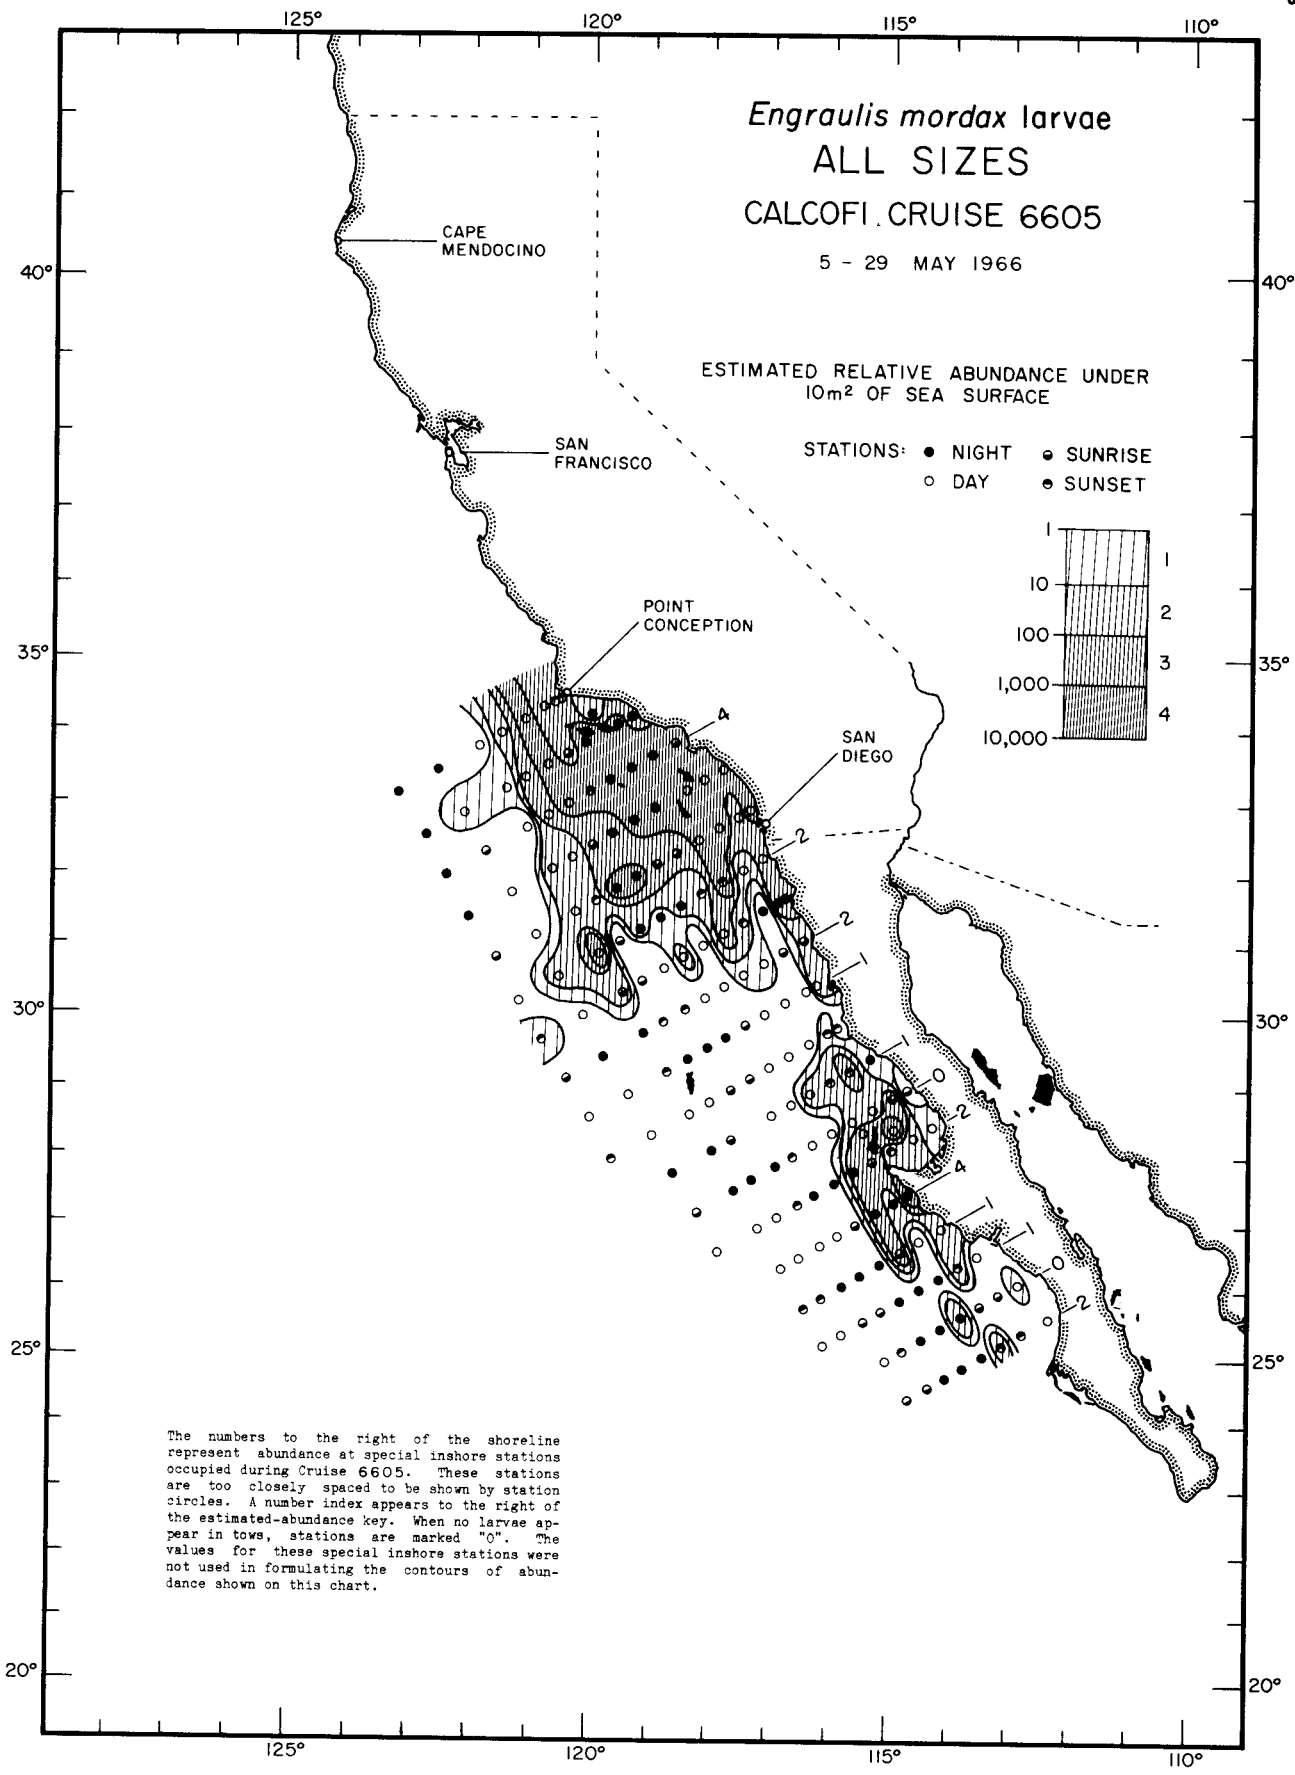 125° 120° 115° 110°
Engraulis mordax larvae
ALL SIZES
CALCOFI CRUISE 6605
5 - 29 MAY 1966
CAPE
MENDOCINO
40° 40°
ESTIMATED RELATIVE ABUNDANCE UNDER
10m² OF SEA SURFACE
STATIONS: ● NIGHT SUNRISE
○ DAY SUNSET
SAN
FRANCISCO
1
1
10
2
100
3
1,000
4
10,000
POINT
CONCEPTION
35° 35°
4
SAN
DIEGO
2
2
1
30° 30°
1
0
2
4
1
1
0
2
25° 25°
The numbers to the right of the shoreline
represent abundance at special inshore stations
occupied during Cruise 6605. These stations
are too closely spaced to be shown by station
circles. A number index appears to the right of
the estimated-abundance key. When no larvae ap-
pear in tows, stations are marked "0". The
values for these special inshore stations were
not used in formulating the contours of abun-
dance shown on this chart.
20° 20°
125° 120° 115° 110°